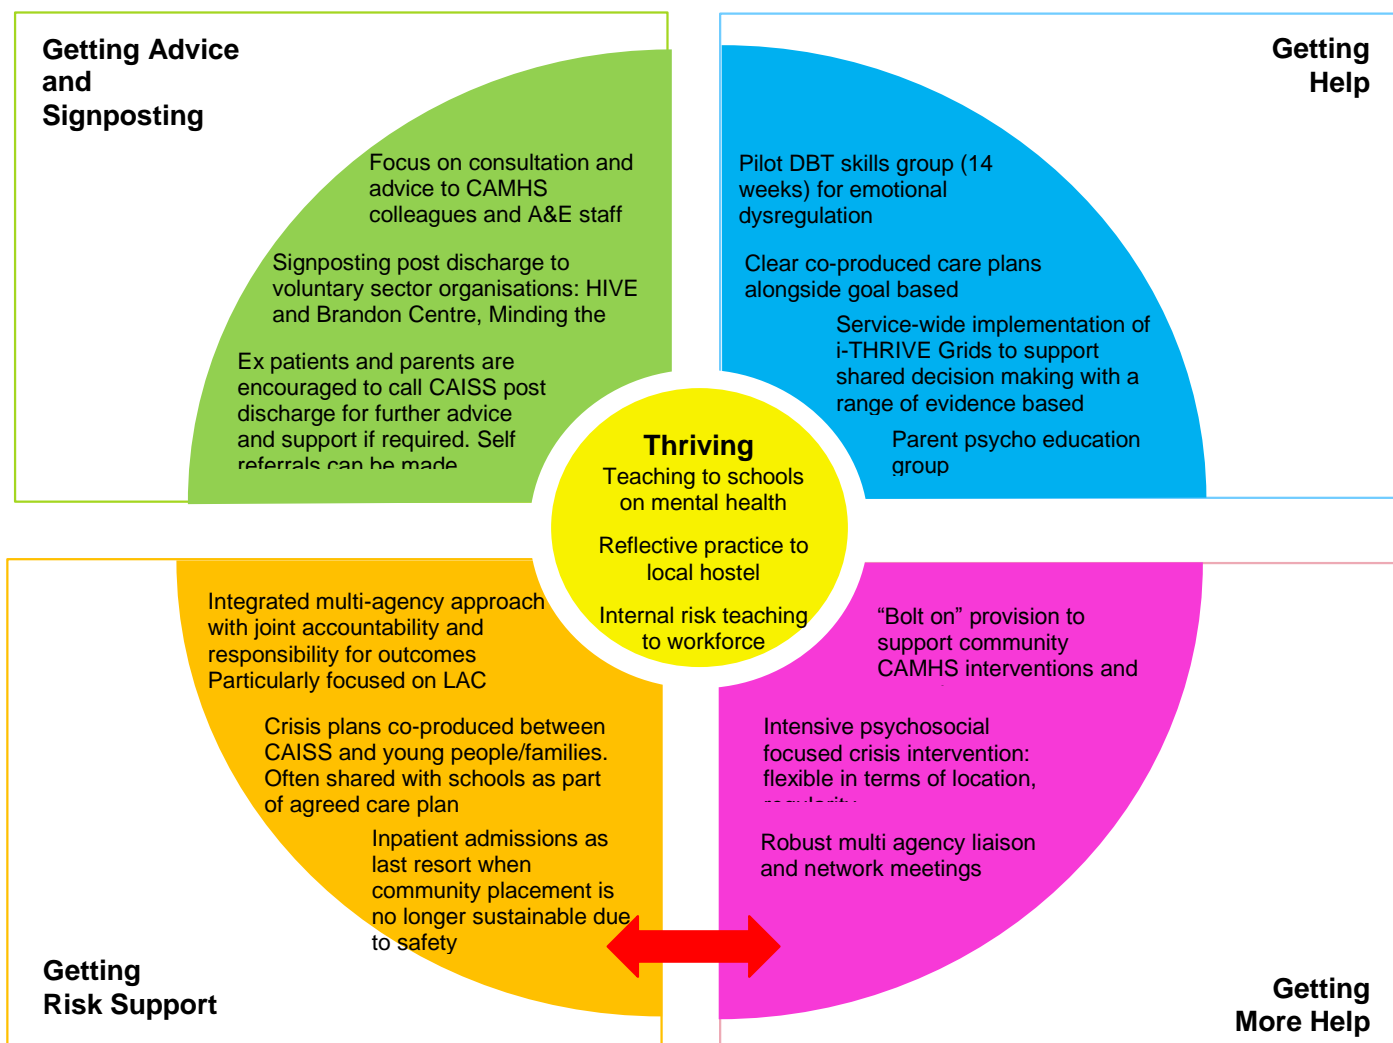 Getting Advice
and
Signposting
Focus on consultation and
advice to CAMHS
colleagues and A&E staff
Signposting post discharge to
voluntary sector organisations: HIVE
and Brandon Centre, Minding the
Ex patients and parents are
encouraged to call CAISS post
discharge for further advice
and support if required. Self
referrals can be made
Getting
Help
Pilot DBT skills group (14
weeks) for emotional
dysregulation
Clear co-produced care plans
alongside goal based
Service-wide implementation of
i-THRIVE Grids to support
shared decision making with a
range of evidence based
Parent psycho education
group
Thriving
Teaching to schools
on mental health
Reflective practice to
local hostel
Internal risk teaching
to workforce
Integrated multi-agency approach
with joint accountability and
responsibility for outcomes
Particularly focused on LAC
Crisis plans co-produced between
CAISS and young people/families.
Often shared with schools as part
of agreed care plan
Inpatient admissions as
last resort when
community placement is
no longer sustainable due
to safety
Getting
Risk Support
“Bolt on” provision to
support community
CAMHS interventions and
Intensive psychosocial
focused crisis intervention:
flexible in terms of location,
regularity
Robust multi agency liaison
and network meetings
Getting
More Help